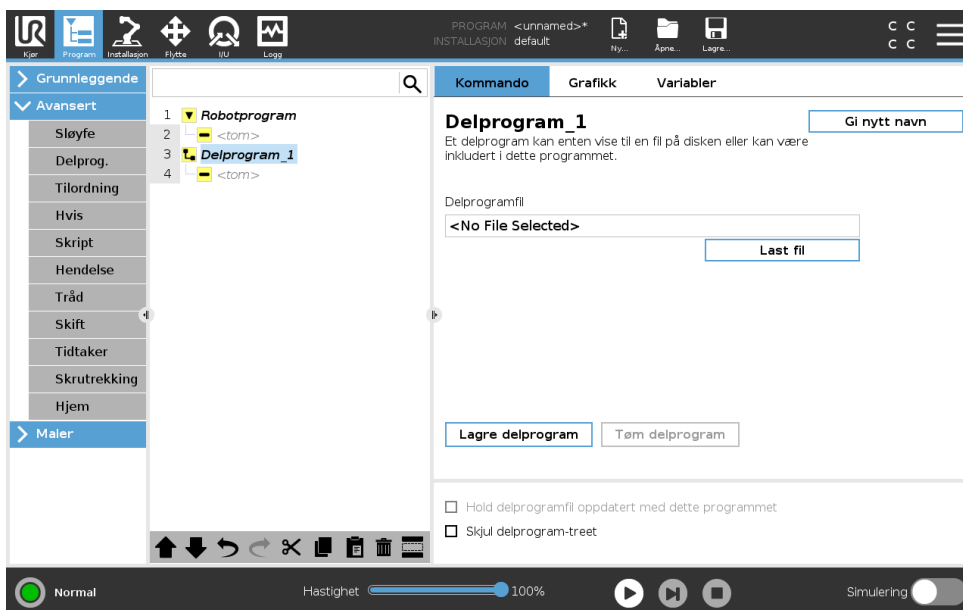 UR
Kjør
Program
Installasjon
Flytte
I/U
Logg
PROGRAM <unnamed>*
INSTALLASJON default
Ny...
Åpne...
Lagre...
C C
C C
Grunnleggende
Avansert
Sløyfe
Delprog.
Tilordning
Hvis
Skript
Hendelse
Tråd
Skift
Tidtaker
Skrutrekking
Hjem
Maler
1 Robotprogram
2 <tom>
3 Delprogram_1
4 <tom>
Kommando Grafikk Variabler
Delprogram_1
Gi nytt navn
Et delprogram kan enten vise til en fil på disken eller kan være
inkludert i dette programmet.
Delprogramfil
<No File Selected>
Last fil
Lagre delprogram
Tøm delprogram
Hold delprogramfil oppdatert med dette programmet
Skjul delprogram-treet
Normal
Hastighet 100%
Simulering